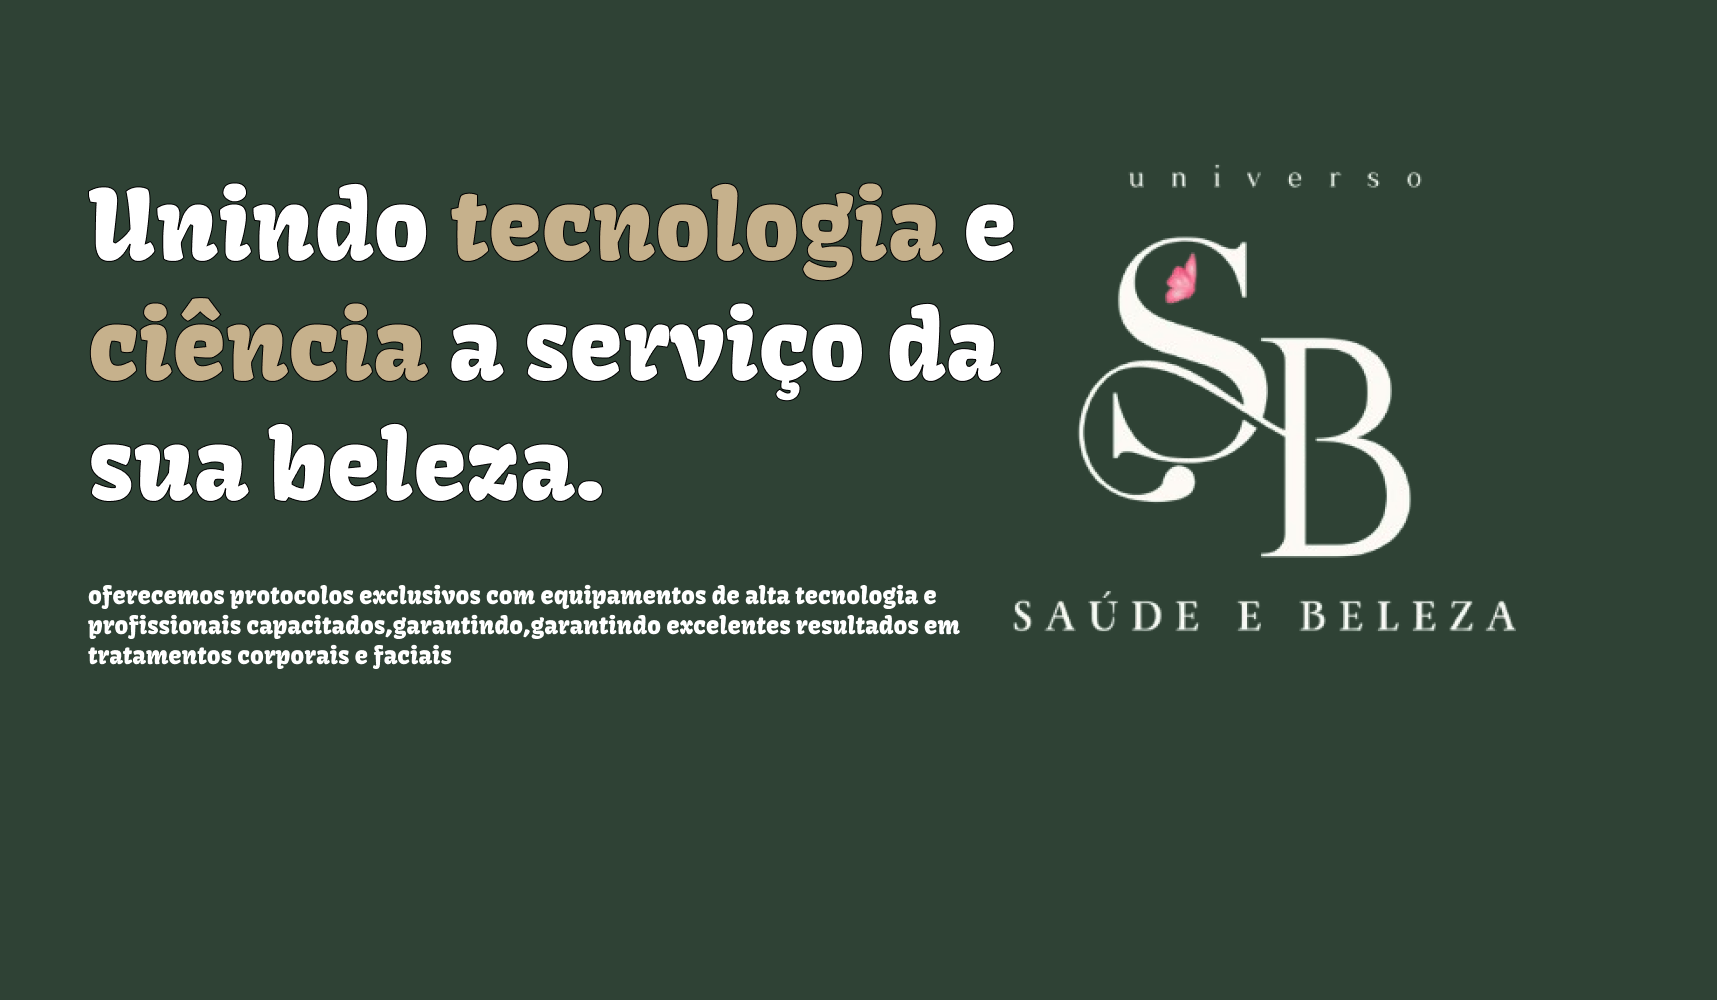 Unindo tecnologia e
ciência a serviço da
sua beleza.
oferecemos protocolos exclusivos com equipamentos de alta tecnologia e
profissionais capacitados,garantindo,garantindo excelentes resultados em
tratamentos corporais e faciais
universo
SB
SAÚDE E BELEZA